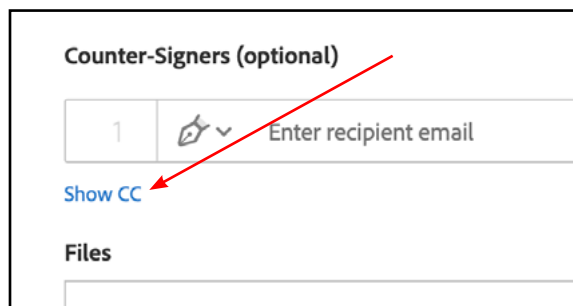 Counter-Signers (optional)
1 Enter recipient email
Show CC
Files